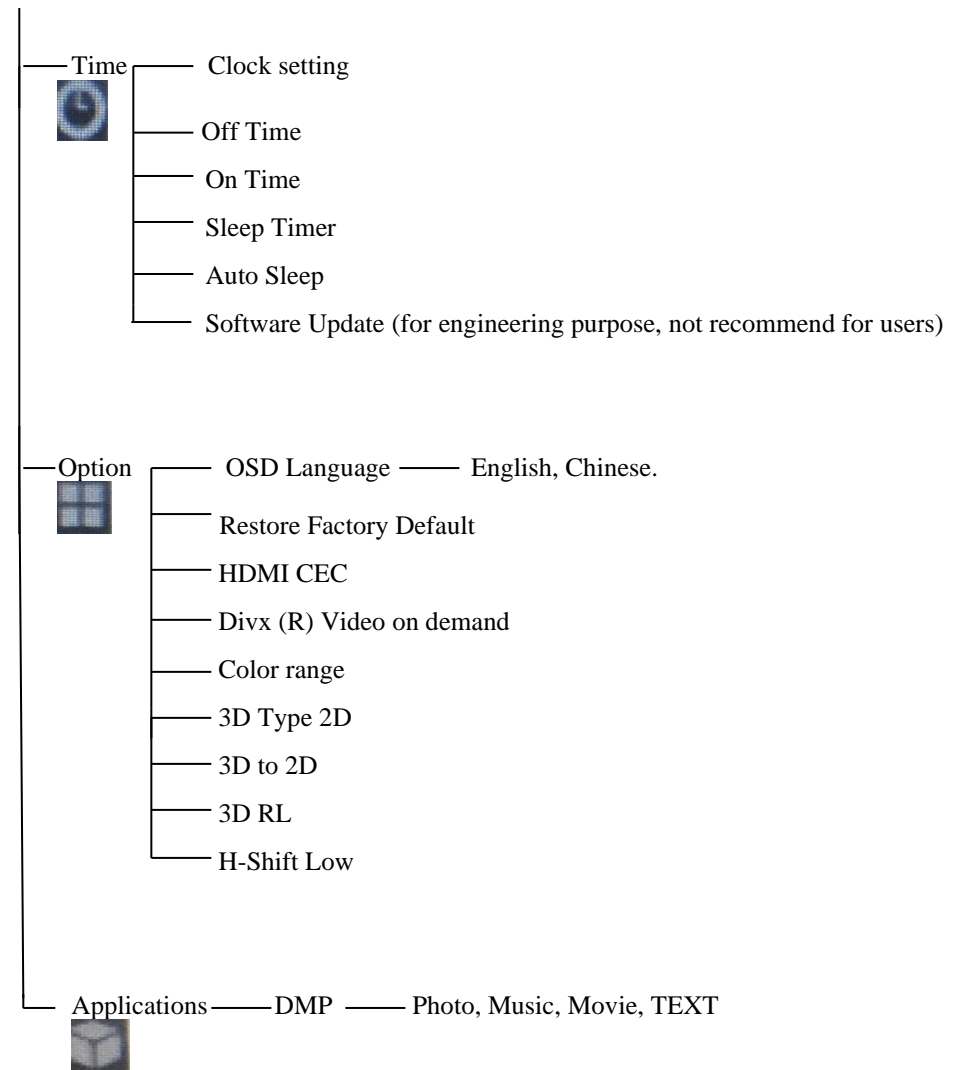 Time Clock setting
Off Time
On Time
Sleep Timer
Auto Sleep
Software Update (for engineering purpose, not recommend for users)
Option OSD Language English, Chinese.
Restore Factory Default
HDMI CEC
Divx (R) Video on demand
Color range
3D Type 2D
3D to 2D
3D RL
H-Shift Low
Applications DMP Photo, Music, Movie, TEXT